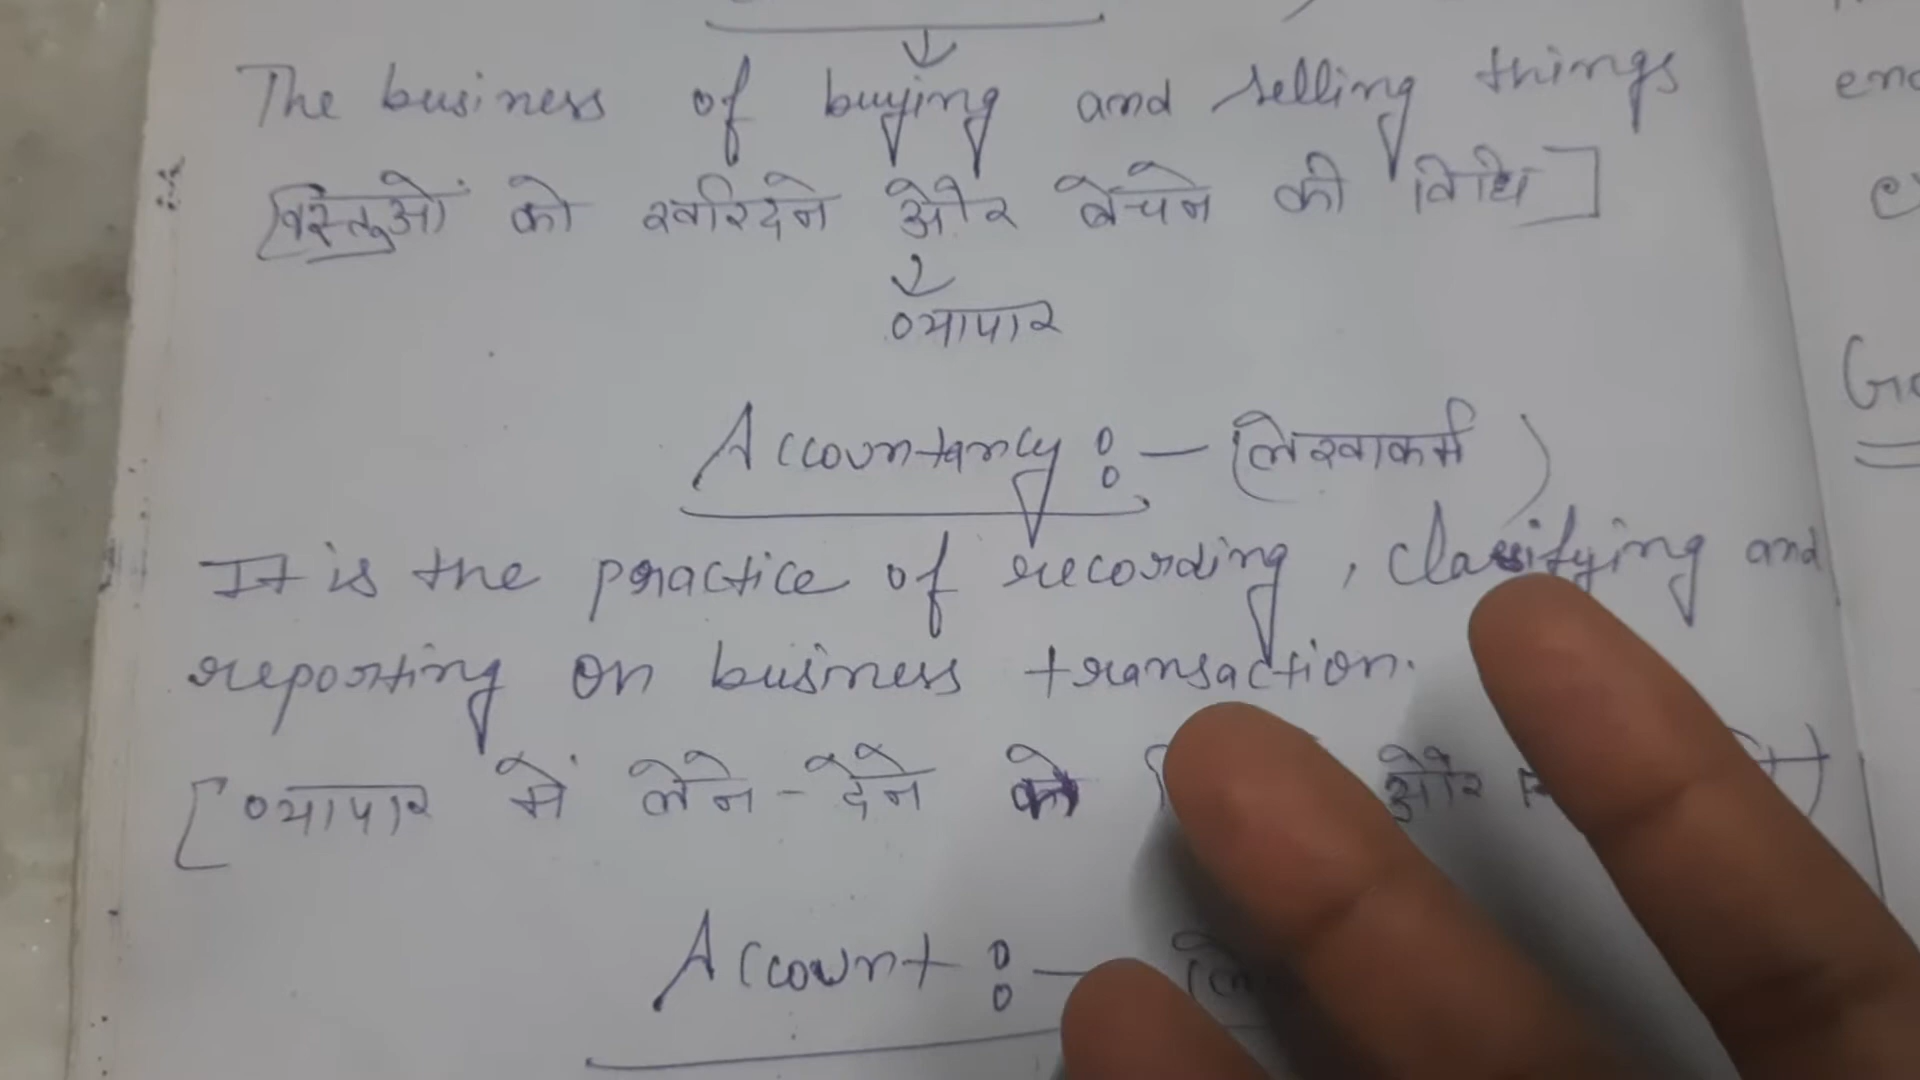 The business of buying and selling things
[वस्तुओं को खरिदने और बेचने की विधि]
व्यापार
Accountancy :- (लेखाकर्म)
It is the practice of recording, classifying and
reporting on business transaction.
[व्यापार में लेने-देने को और
Account :-